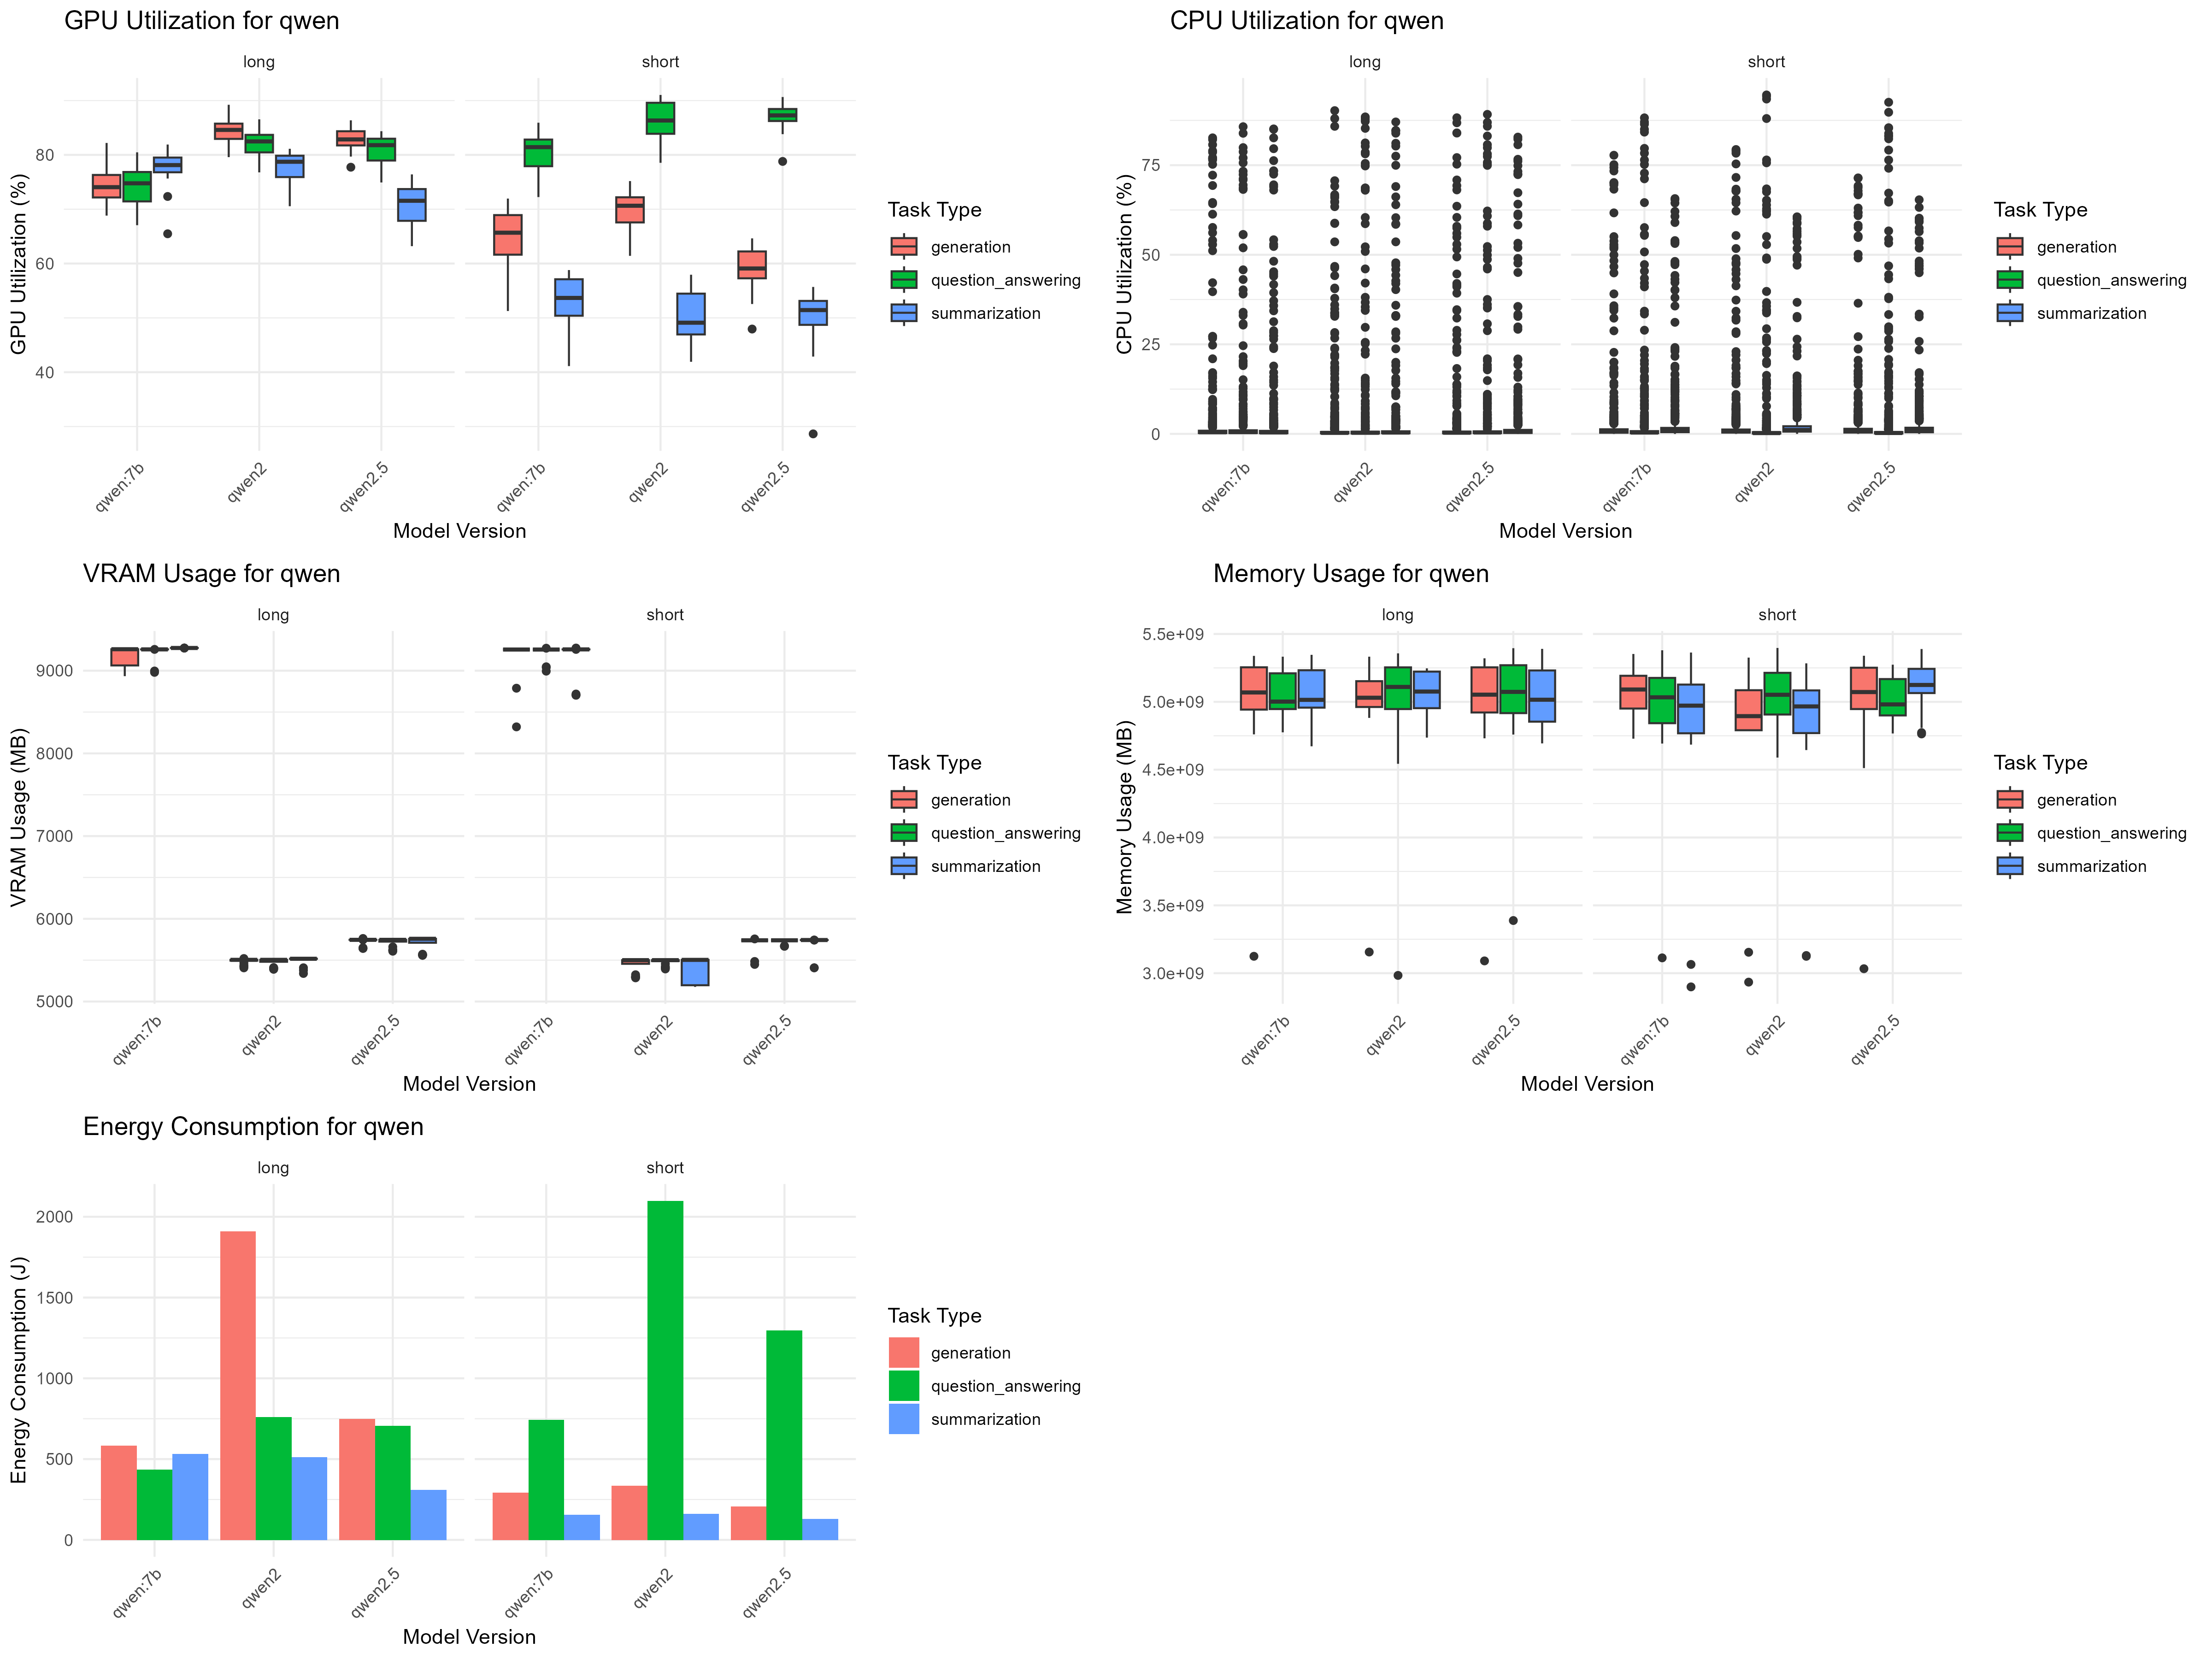 GPU Utilization for qwen
long
short
GPU Utilization (%)
80
60
40
qwen:7b
qwen2
qwen2.5
qwen:7b
qwen2
qwen2.5
Model Version
Task Type
generation
question_answering
summarization
CPU Utilization for qwen
long
short
CPU Utilization (%)
75
50
25
0
qwen:7b
qwen2
qwen2.5
qwen:7b
qwen2
qwen2.5
Model Version
Task Type
generation
question_answering
summarization
VRAM Usage for qwen
long
short
VRAM Usage (MB)
9000
8000
7000
6000
5000
qwen:7b
qwen2
qwen2.5
qwen:7b
qwen2
qwen2.5
Model Version
Task Type
generation
question_answering
summarization
Memory Usage for qwen
long
short
Memory Usage (MB)
5.5e+09
5.0e+09
4.5e+09
4.0e+09
3.5e+09
3.0e+09
qwen:7b
qwen2
qwen2.5
qwen:7b
qwen2
qwen2.5
Model Version
Task Type
generation
question_answering
summarization
Energy Consumption for qwen
long
short
Energy Consumption (J)
2000
1500
1000
500
0
qwen:7b
qwen2
qwen2.5
qwen:7b
qwen2
qwen2.5
Model Version
Task Type
generation
question_answering
summarization